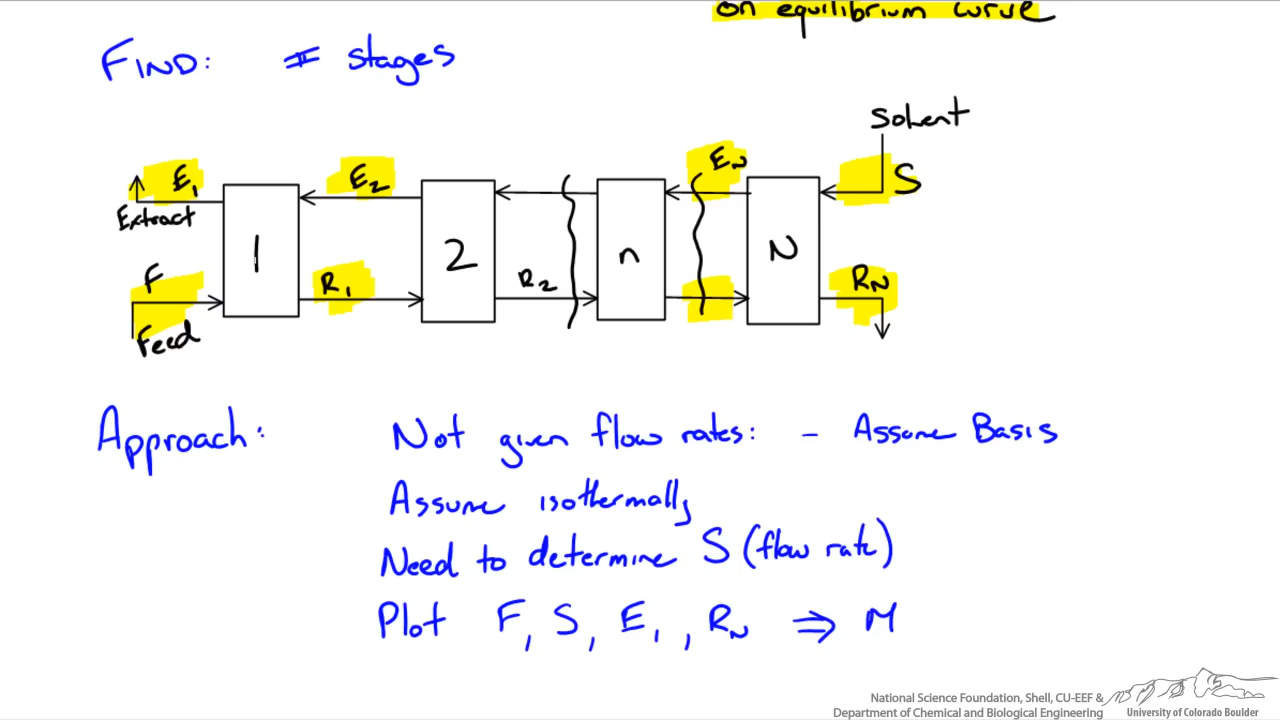 on equilibrium curve
FIND: # stages
Solvent
E1 E2 EN S
Extract
1 2 n N
F R1 R2 RN
Feed
Approach: Not given flow rates: - Assume Basis
Assume isothermally
Need to determine S (flow rate)
Plot F, S, E1, RN ⇒ M
National Science Foundation, Shell, CU-EEF &
Department of Chemical and Biological Engineering
University of Colorado Boulder